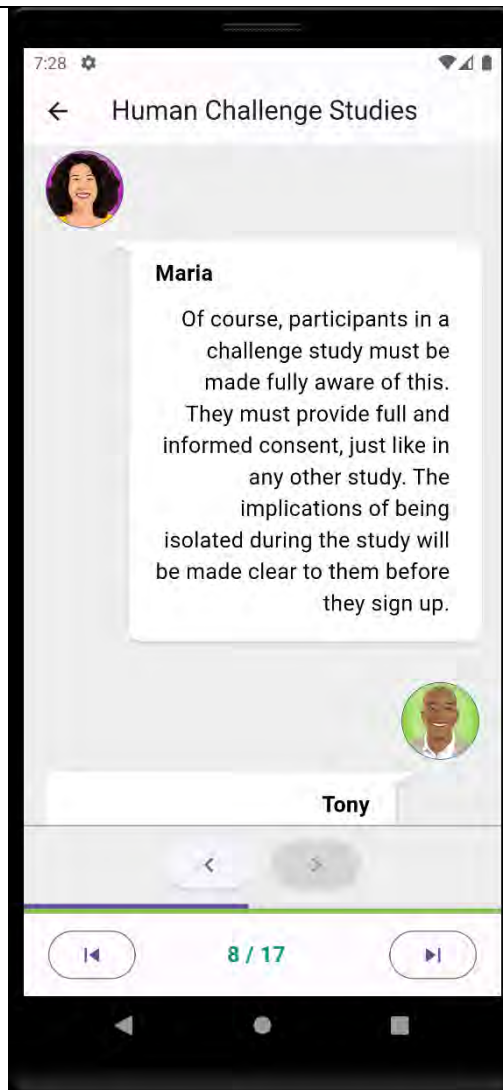 7:28
Human Challenge Studies
Maria
Of course, participants in a
challenge study must be
made fully aware of this.
They must provide full and
informed consent, just like in
any other study. The
implications of being
isolated during the study will
be made clear to them before
they sign up.
Tony
8 / 17